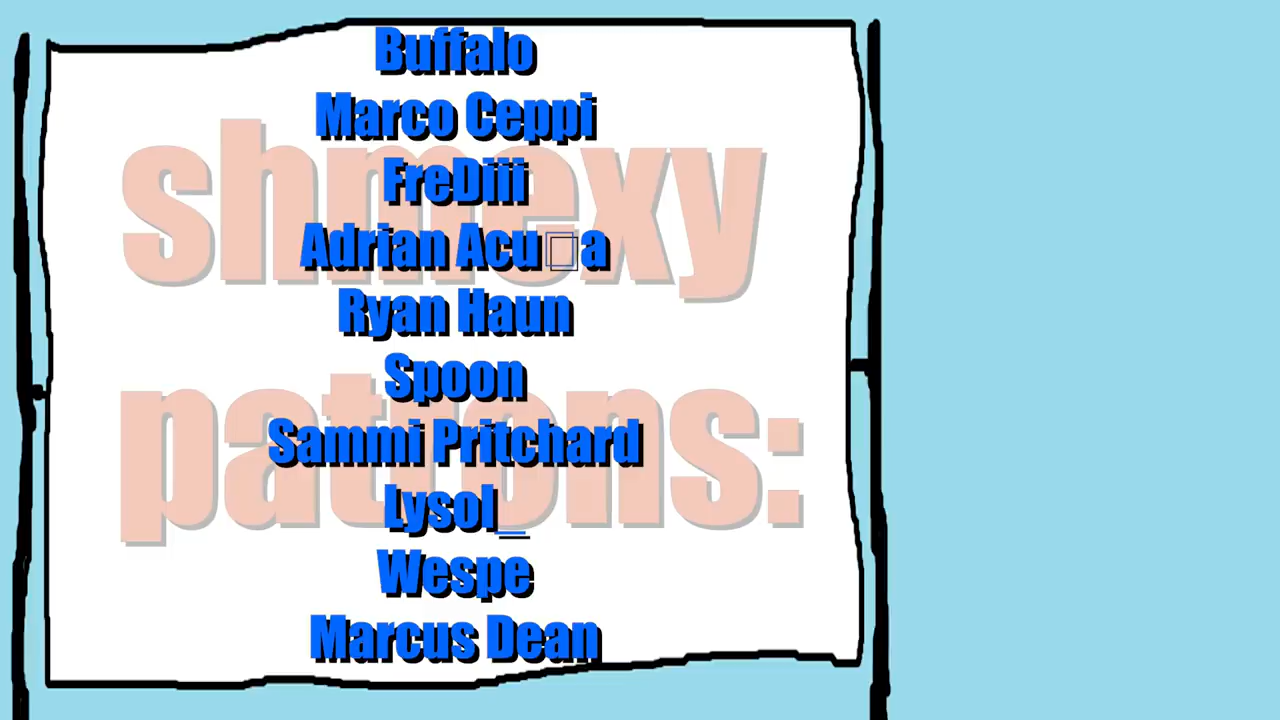 shmexy
patrons:
Buffalo
Marco Ceppi
FreDiii
Adrian Acu□a
Ryan Haun
Spoon
Sammi Pritchard
Lysol_
Wespe
Marcus Dean